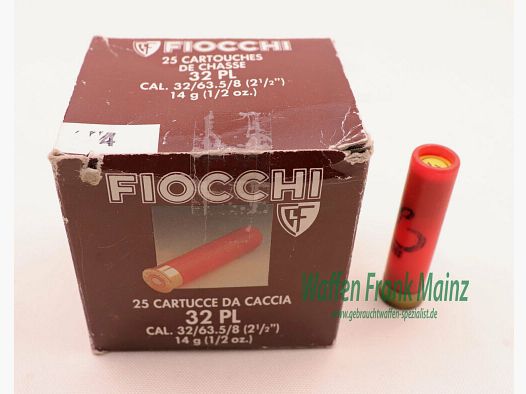 FIOCCHI
25 CARTOUCHES
DE CHASSE
32 PL
CAL. 32/63.5/8 (2½")
14 g (1/2 oz.)
4
FIOCCHI
GF
25 CARTUCCE DA CACCIA
32 PL
CAL. 32/63.5/8 (2½")
14 g (1/2 oz.)
Waffen Frank Mainz
www.gebrauchtwaffen-spezialist.de